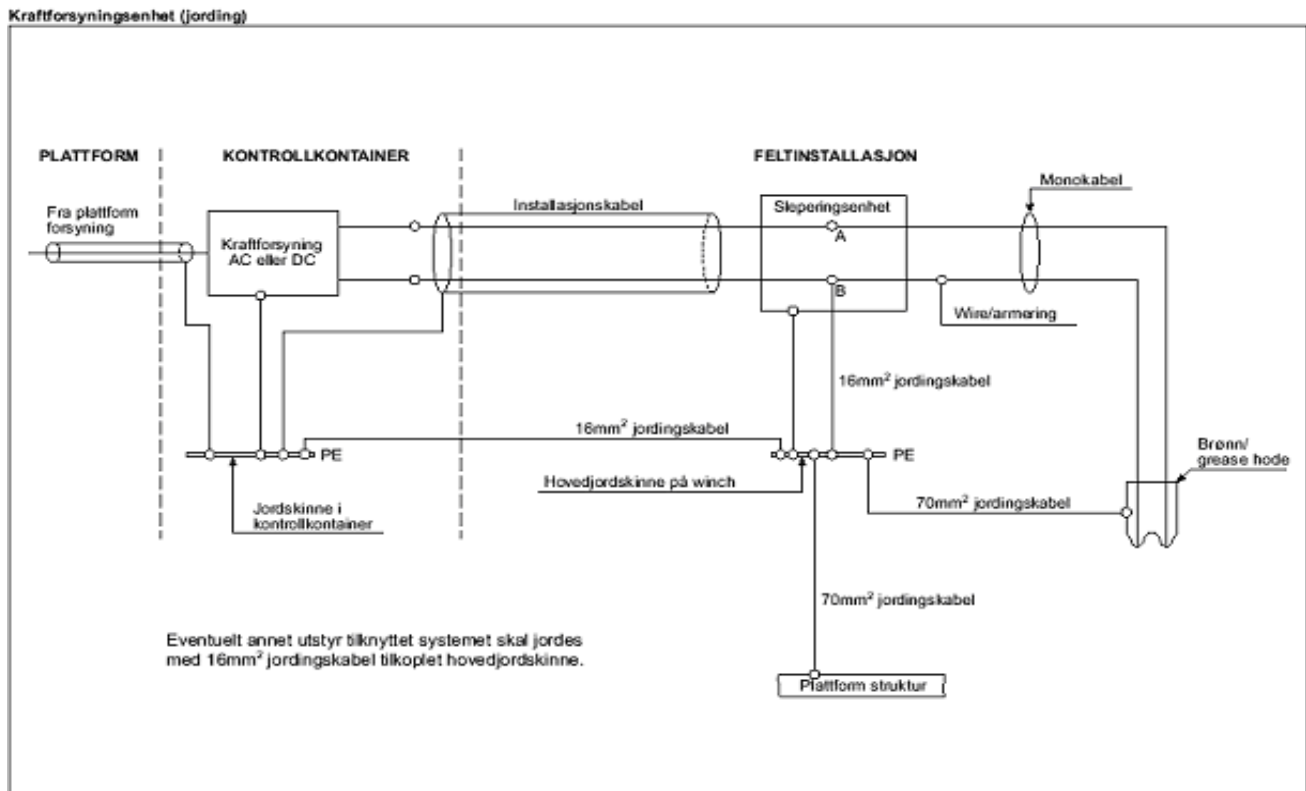 Kraftforsyningsenhet (jording)
PLATTFORM
KONTROLLKONTAINER
FELTINSTALLASJON
Monokabel
Fra plattform
forsyning
Installasjonskabel
Sleperingsenhet
Kraftforsyning
AC eller DC
A
B
Wire/armering
16mm² jordingskabel
16mm² jordingskabel
PE
PE
Brønn/
grease hode
Hovedjordskinne på winch
70mm² jordingskabel
Jordskinne i
kontrollkontainer
70mm² jordingskabel
Eventuelt annet utstyr tilknyttet systemet skal jordes
med 16mm² jordingskabel tilkoplet hovedjordskinne.
Plattform struktur